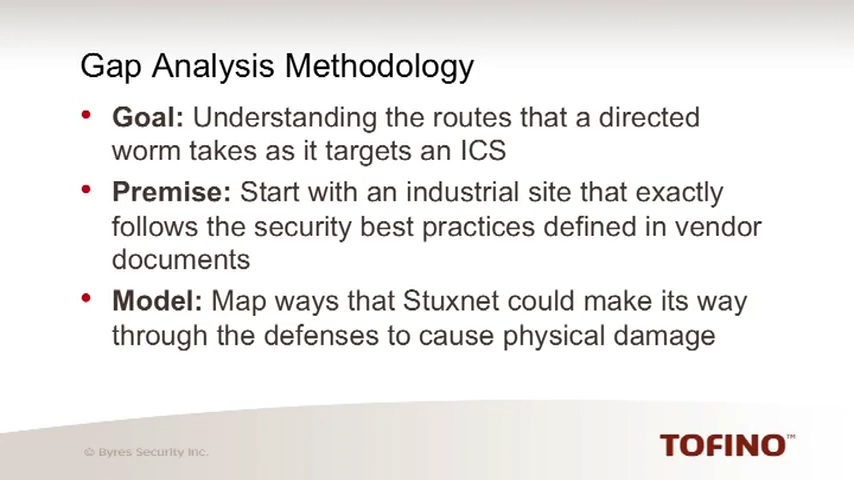 Gap Analysis Methodology
• Goal: Understanding the routes that a directed
worm takes as it targets an ICS
• Premise: Start with an industrial site that exactly
follows the security best practices defined in vendor
documents
• Model: Map ways that Stuxnet could make its way
through the defenses to cause physical damage
© Byres Security Inc.
TOFINO™